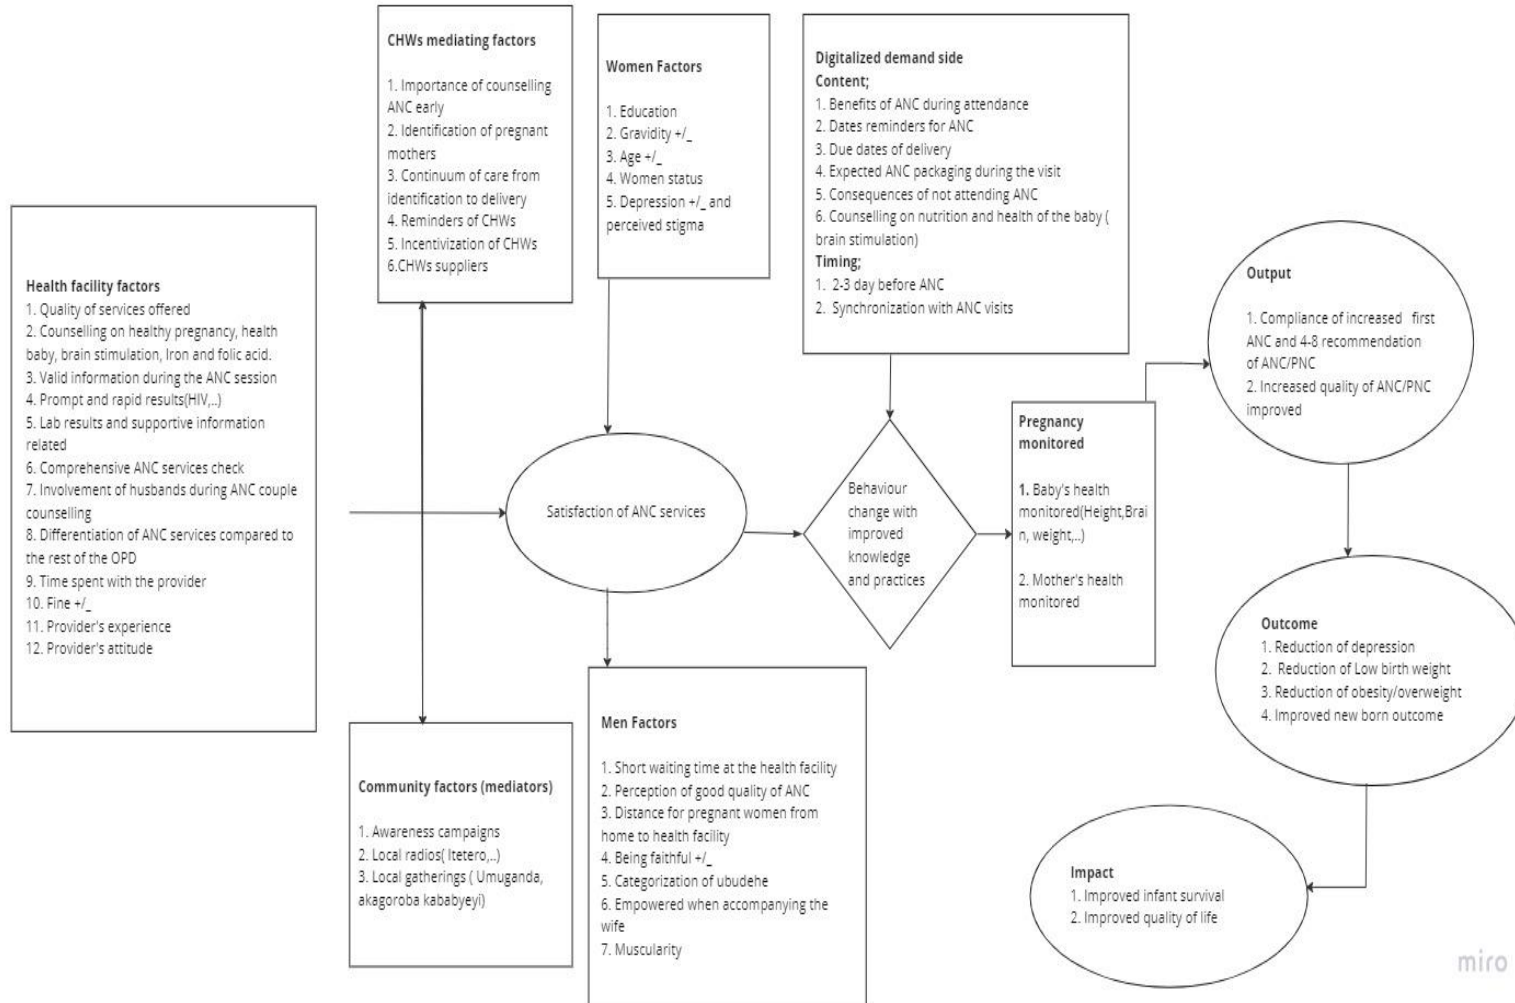 Health facility factors
1. Quality of services offered
2. Counselling on healthy pregnancy, health
baby, brain stimulation, Iron and folic acid.
3. Valid information during the ANC session
4. Prompt and rapid results(HIV,..)
5. Lab results and supportive information
related
6. Comprehensive ANC services check
7. Involvement of husbands during ANC couple
counselling
8. Differentiation of ANC services compared to
the rest of the OPD
9. Time spent with the provider
10. Fine +/_
11. Provider's experience
12. Provider's attitude
CHWs mediating factors
1. Importance of counselling
ANC early
2. Identification of pregnant
mothers
3. Continuum of care from
identification to delivery
4. Reminders of CHWs
5. Incentivization of CHWs
6.CHWs suppliers
Community factors (mediators)
1. Awareness campaigns
2. Local radios( Itetero,..)
3. Local gatherings ( Umuganda,
akagoroba kababyeyi)
Women Factors
1. Education
2. Gravidity +/_
3. Age +/_
4. Women status
5. Depression +/_ and
perceived stigma
Satisfaction of ANC services
Men Factors
1. Short waiting time at the health facility
2. Perception of good quality of ANC
3. Distance for pregnant women from
home to health facility
4. Being faithful +/_
5. Categorization of ubudehe
6. Empowered when accompanying the
wife
7. Muscularity
Digitalized demand side
Content;
1. Benefits of ANC during attendance
2. Dates reminders for ANC
3. Due dates of delivery
4. Expected ANC packaging during the visit
5. Consequences of not attending ANC
6. Counselling on nutrition and health of the baby (
brain stimulation)
Timing;
1. 2-3 day before ANC
2. Synchronization with ANC visits
Behaviour
change with
improved
knowledge
and practices
Pregnancy
monitored
1. Baby's health
monitored(Height,Brai
n, weight,..)
2. Mother's health
monitored
Output
1. Compliance of increased first
ANC and 4-8 recommendation
of ANC/PNC
2. Increased quality of ANC/PNC
improved
Outcome
1. Reduction of depression
2. Reduction of Low birth weight
3. Reduction of obesity/overweight
4. Improved new born outcome
Impact
1. Improved infant survival
2. Improved quality of life
miro